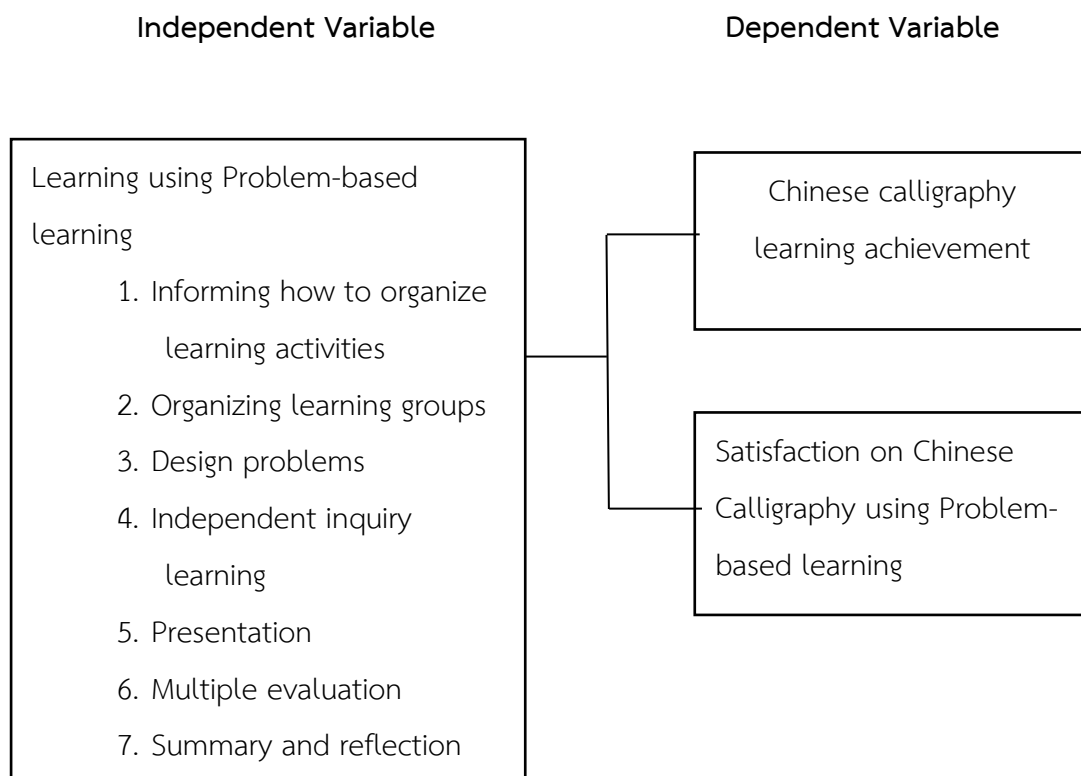 Independent Variable
Dependent Variable
Learning using Problem-based
learning
1. Informing how to organize
learning activities
2. Organizing learning groups
3. Design problems
4. Independent inquiry
learning
5. Presentation
6. Multiple evaluation
7. Summary and reflection
Chinese calligraphy
learning achievement
Satisfaction on Chinese
Calligraphy using Problem-
based learning